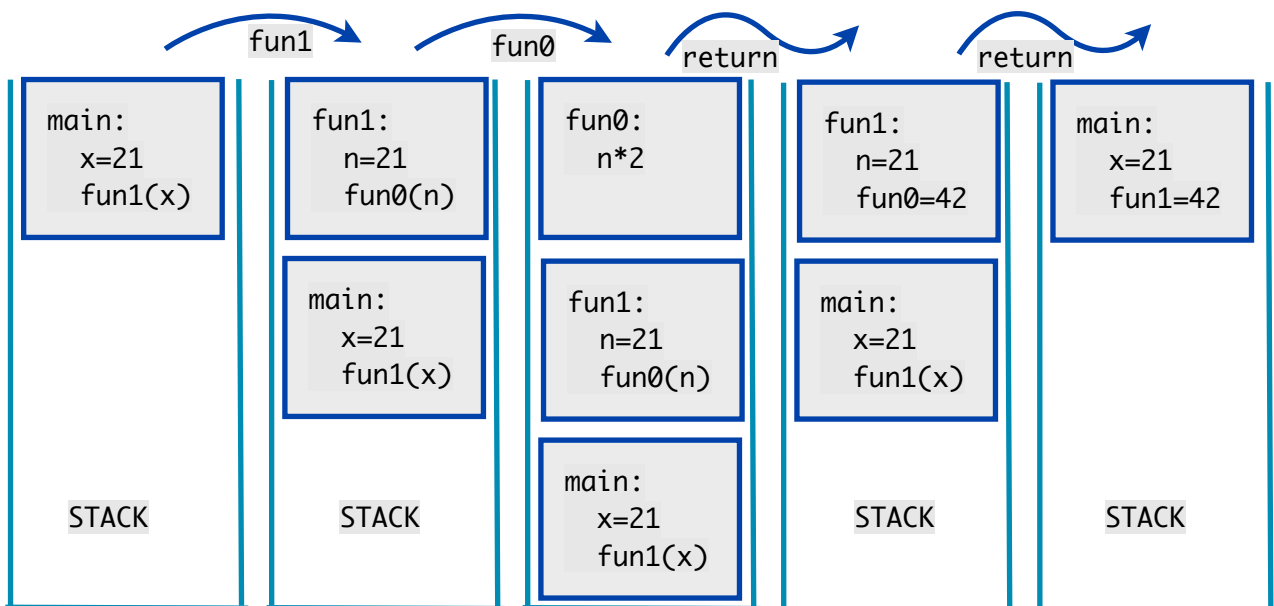 fun1
fun0
return
return
main:
x=21
fun1(x)
STACK
fun1:
n=21
fun0(n)
main:
x=21
fun1(x)
STACK
fun0:
n*2
fun1:
n=21
fun0(n)
main:
x=21
fun1(x)
fun1:
n=21
fun0=42
main:
x=21
fun1(x)
STACK
main:
x=21
fun1=42
STACK